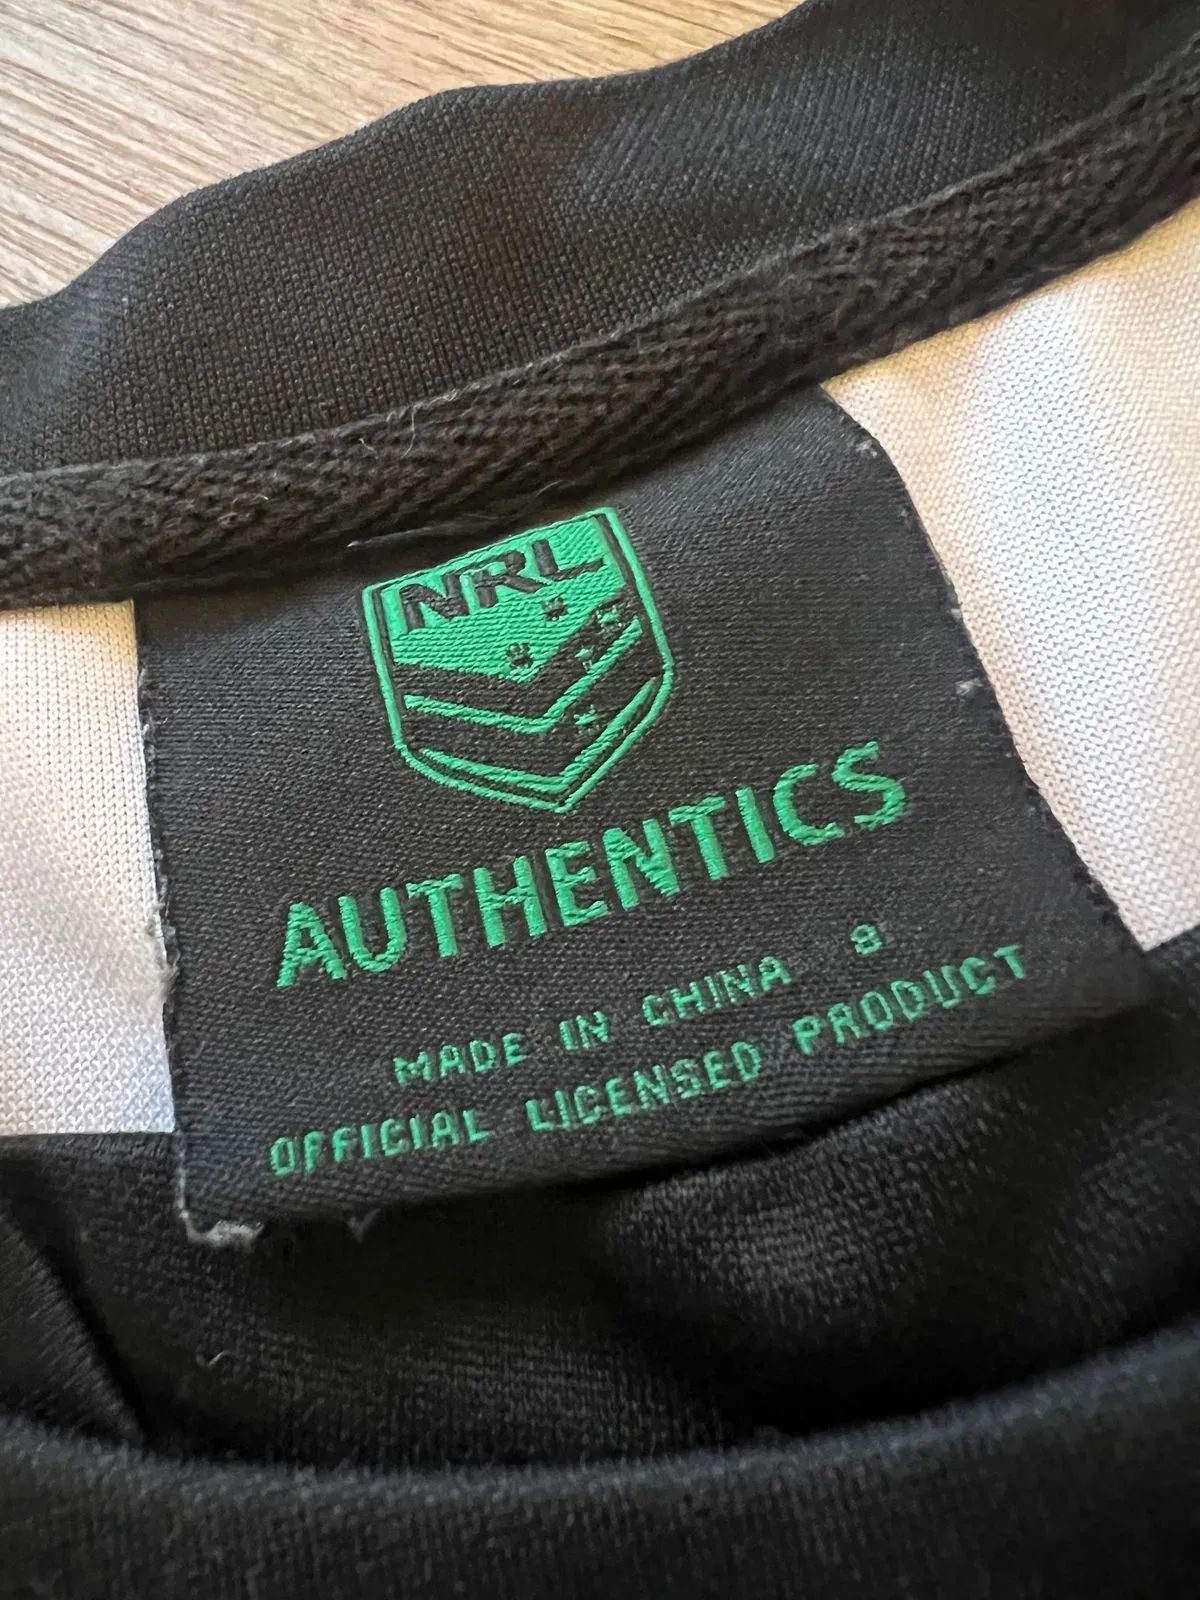 NRL
AUTHENTICS
MADE IN CHINA 8
OFFICIAL LICENSED PRODUCT